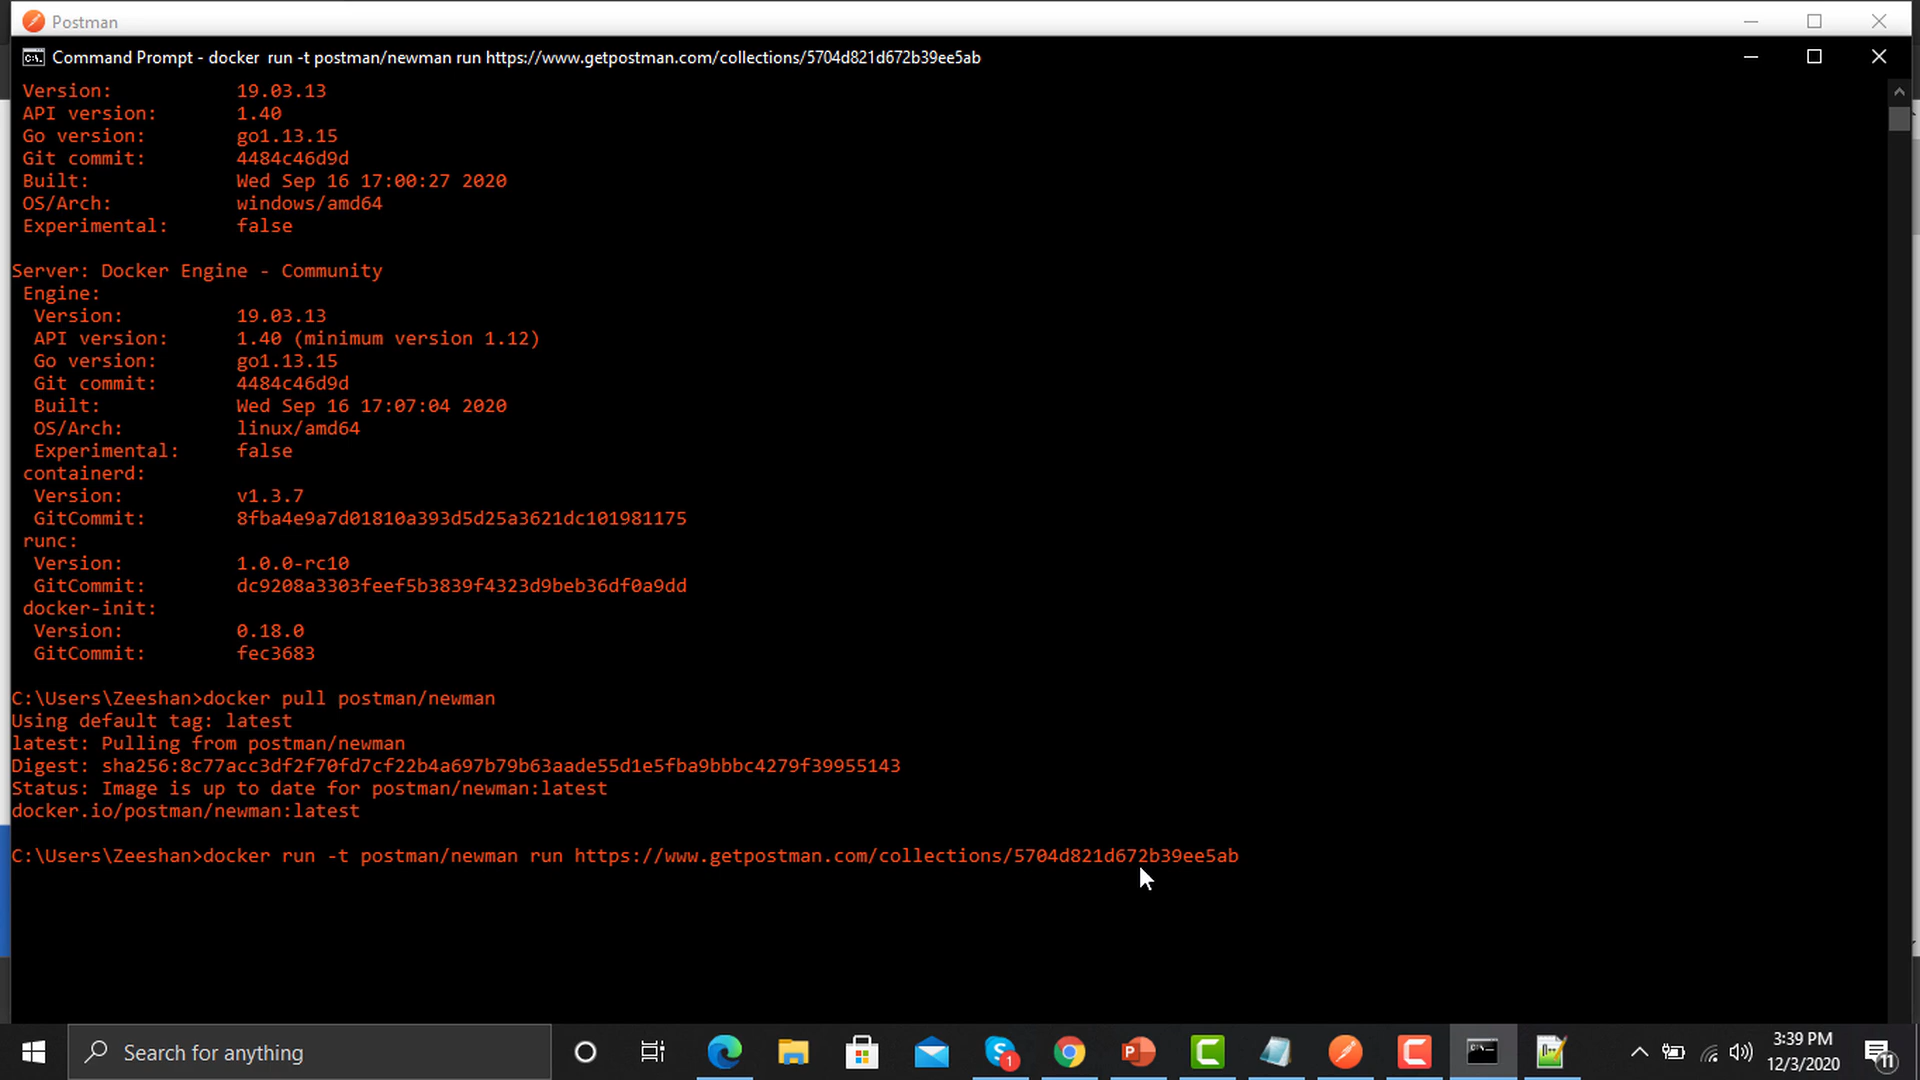 Postman
Command Prompt - docker run -t postman/newman run https://www.getpostman.com/collections/5704d821d672b39ee5ab
Version: 19.03.13
API version: 1.40
Go version: go1.13.15
Git commit: 4484c46d9d
Built: Wed Sep 16 17:00:27 2020
OS/Arch: windows/amd64
Experimental: false
Server: Docker Engine - Community
Engine:
Version: 19.03.13
API version: 1.40 (minimum version 1.12)
Go version: go1.13.15
Git commit: 4484c46d9d
Built: Wed Sep 16 17:07:04 2020
OS/Arch: linux/amd64
Experimental: false
containerd:
Version: v1.3.7
GitCommit: 8fba4e9a7d01810a393d5d25a3621dc101981175
runc:
Version: 1.0.0-rc10
GitCommit: dc9208a3303feef5b3839f4323d9beb36df0a9dd
docker-init:
Version: 0.18.0
GitCommit: fec3683
C:\Users\Zeeshan>docker pull postman/newman
Using default tag: latest
latest: Pulling from postman/newman
Digest: sha256:8c77acc3df2f70fd7cf22b4a697b79b63aade55d1e5fba9bbbc4279f39955143
Status: Image is up to date for postman/newman:latest
docker.io/postman/newman:latest
C:\Users\Zeeshan>docker run -t postman/newman run https://www.getpostman.com/collections/5704d821d672b39ee5ab
Search for anything
1
3:39 PM
12/3/2020
11